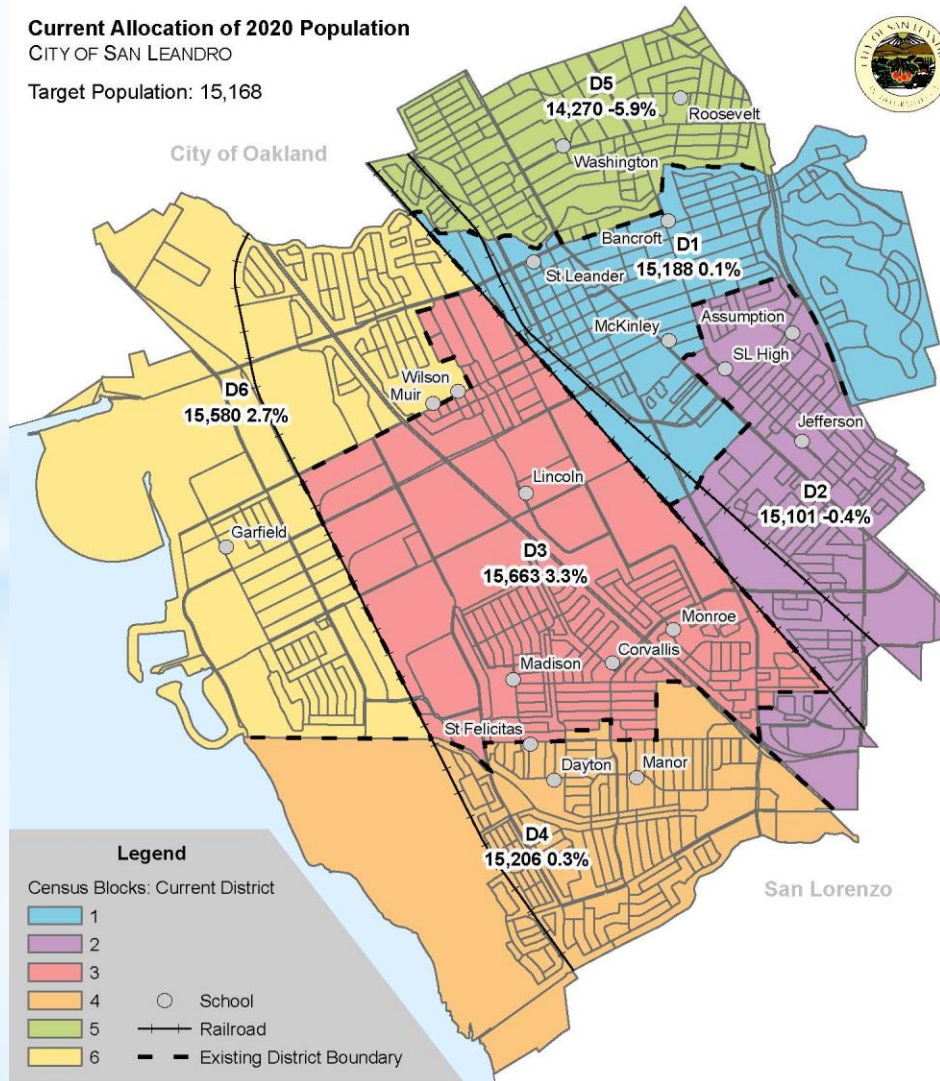 Current Allocation of 2020 Population
CITY OF SAN LEANDRO
Target Population: 15,168
City of Oakland
D5
14,270 -5.9%
Roosevelt
Washington
Bancroft
D1
15,188 0.1%
St Leander
McKinley
Assumption
SL High
D6
15,580 2.7%
Wilson
Muir
Jefferson
Lincoln
D2
15,101 -0.4%
Garfield
D3
15,663 3.3%
Monroe
Corvallis
Madison
St Felicitas
Dayton
Manor
D4
15,206 0.3%
San Lorenzo
Legend
Census Blocks: Current District
1
2
3
4
5
6
School
Railroad
Existing District Boundary